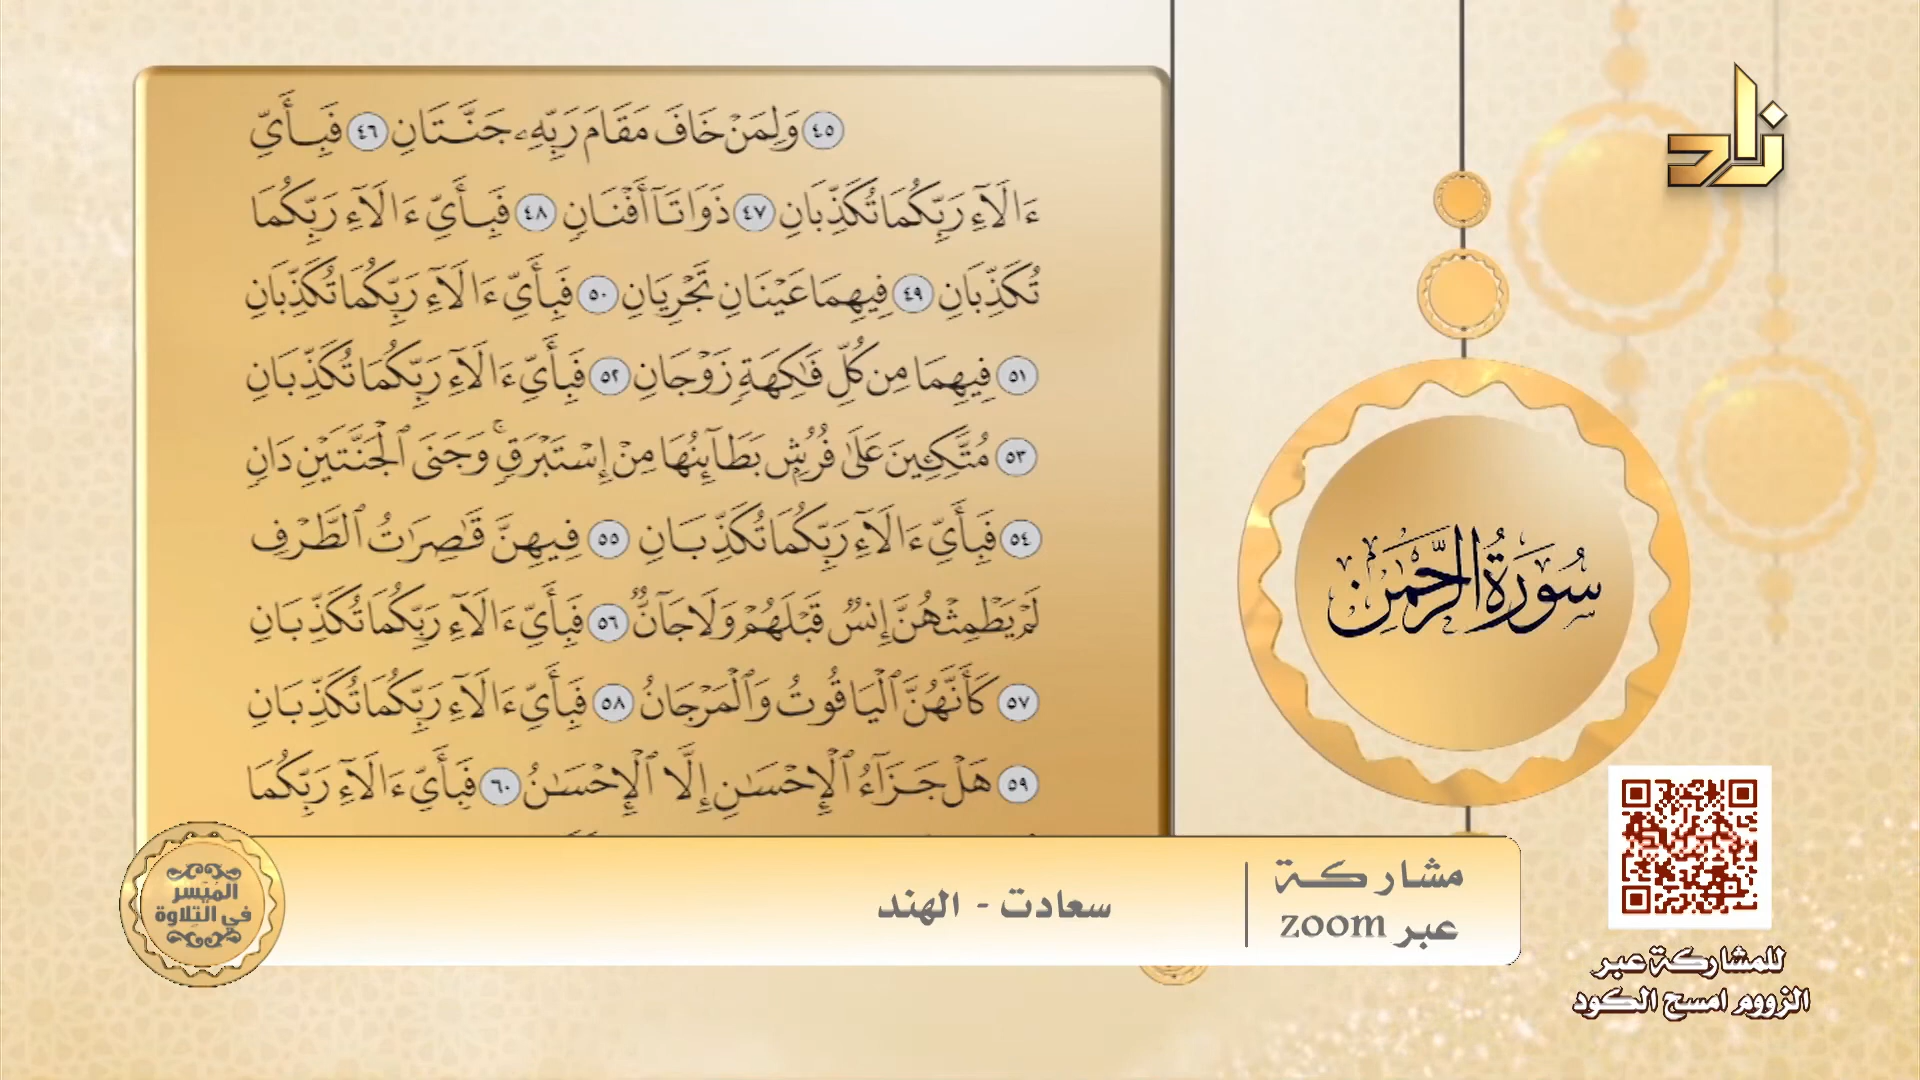 ٤٥ وَلِمَنْ خَافَ مَقَامَ رَبِّهِۦ جَنَّتَانِ ٤٦ فَبِأَيِّ
ءَالَآءِ رَبِّكُمَا تُكَذِّبَانِ ٤٧ ذَوَاتَآ أَفْنَانٍ ٤٨ فَبِأَيِّ ءَالَآءِ رَبِّكُمَا
تُكَذِّبَانِ ٤٩ فِيهِمَا عَيْنَانِ تَجْرِيَانِ ٥٠ فَبِأَيِّ ءَالَآءِ رَبِّكُمَا تُكَذِّبَانِ
٥١ فِيهِمَا مِن كُلِّ فَٰكِهَةٍ زَوْجَانِ ٥٢ فَبِأَيِّ ءَالَآءِ رَبِّكُمَا تُكَذِّبَانِ
٥٣ مُتَّكِـِٔينَ عَلَىٰ فُرُشٍۭ بَطَآئِنُهَا مِنْ إِسْتَبْرَقٍۚ وَجَنَى ٱلْجَنَّتَيْنِ دَانٍ
٥٤ فَبِأَيِّ ءَالَآءِ رَبِّكُمَا تُكَذِّبَانِ ٥٥ فِيهِنَّ قَٰصِرَٰتُ ٱلطَّرْفِ
لَمْ يَطْمِثْهُنَّ إِنسٌ قَبْلَهُمْ وَلَا جَآنٌّ ٥٦ فَبِأَيِّ ءَالَآءِ رَبِّكُمَا تُكَذِّبَانِ
٥٧ كَأَنَّهُنَّ ٱلْيَاقُوتُ وَٱلْمَرْجَانُ ٥٨ فَبِأَيِّ ءَالَآءِ رَبِّكُمَا تُكَذِّبَانِ
٥٩ هَلْ جَزَآءُ ٱلْإِحْسَٰنِ إِلَّا ٱلْإِحْسَٰنُ ٦٠ فَبِأَيِّ ءَالَآءِ رَبِّكُمَا
زاد
سُورَةُ الرَّحْمَٰن
مشاركة
عبر zoom
سعادت - الهند
المُيَسر
في التِلاوة
للمشاركة عبر
الزووم امسح الكود